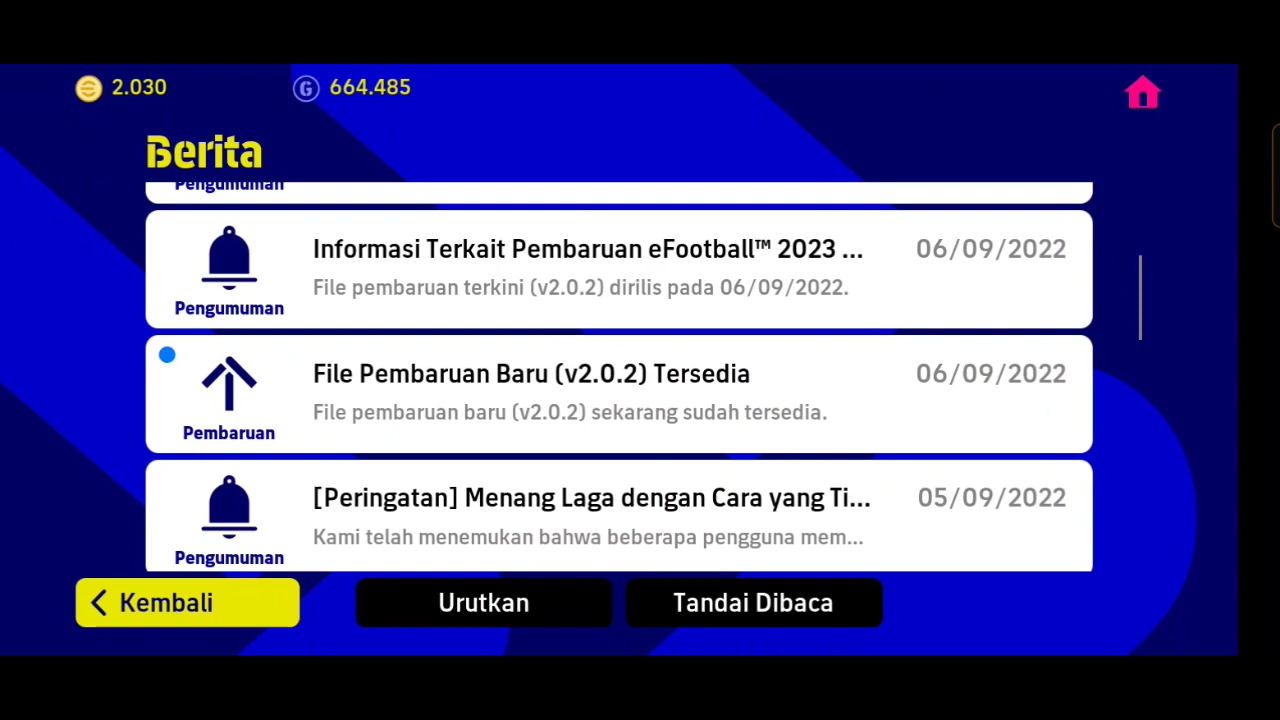 2.030
664.485
Berita
Pengumuman
Informasi Terkait Pembaruan eFootball™ 2023 ...
06/09/2022
File pembaruan terkini (v2.0.2) dirilis pada 06/09/2022.
Pengumuman
File Pembaruan Baru (v2.0.2) Tersedia
06/09/2022
File pembaruan baru (v2.0.2) sekarang sudah tersedia.
Pembaruan
[Peringatan] Menang Laga dengan Cara yang Ti...
05/09/2022
Kami telah menemukan bahwa beberapa pengguna mem...
Pengumuman
Kembali
Urutkan
Tandai Dibaca